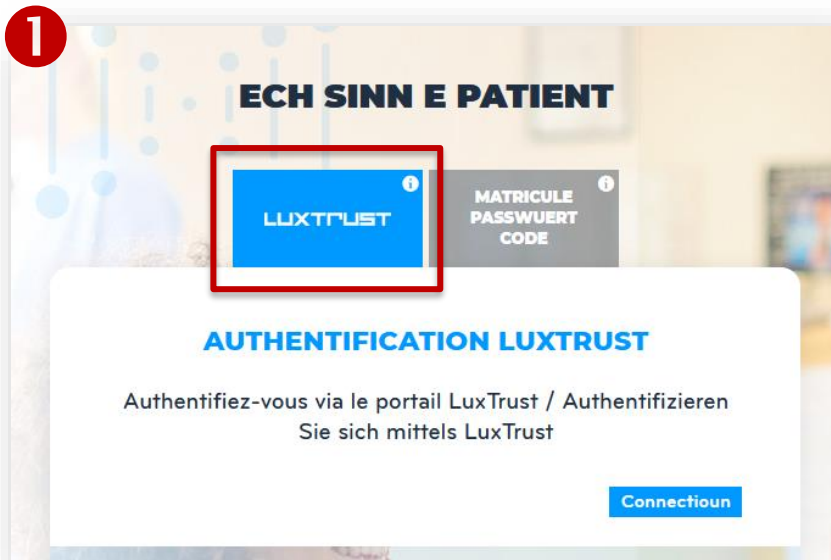 1
ECH SINN E PATIENT
LUXTRUST
MATRICULE
PASSWUERT
CODE
AUTHENTIFICATION LUXTRUST
Authentifiez-vous via le portail LuxTrust / Authentifizieren
Sie sich mittels LuxTrust
Connectioun